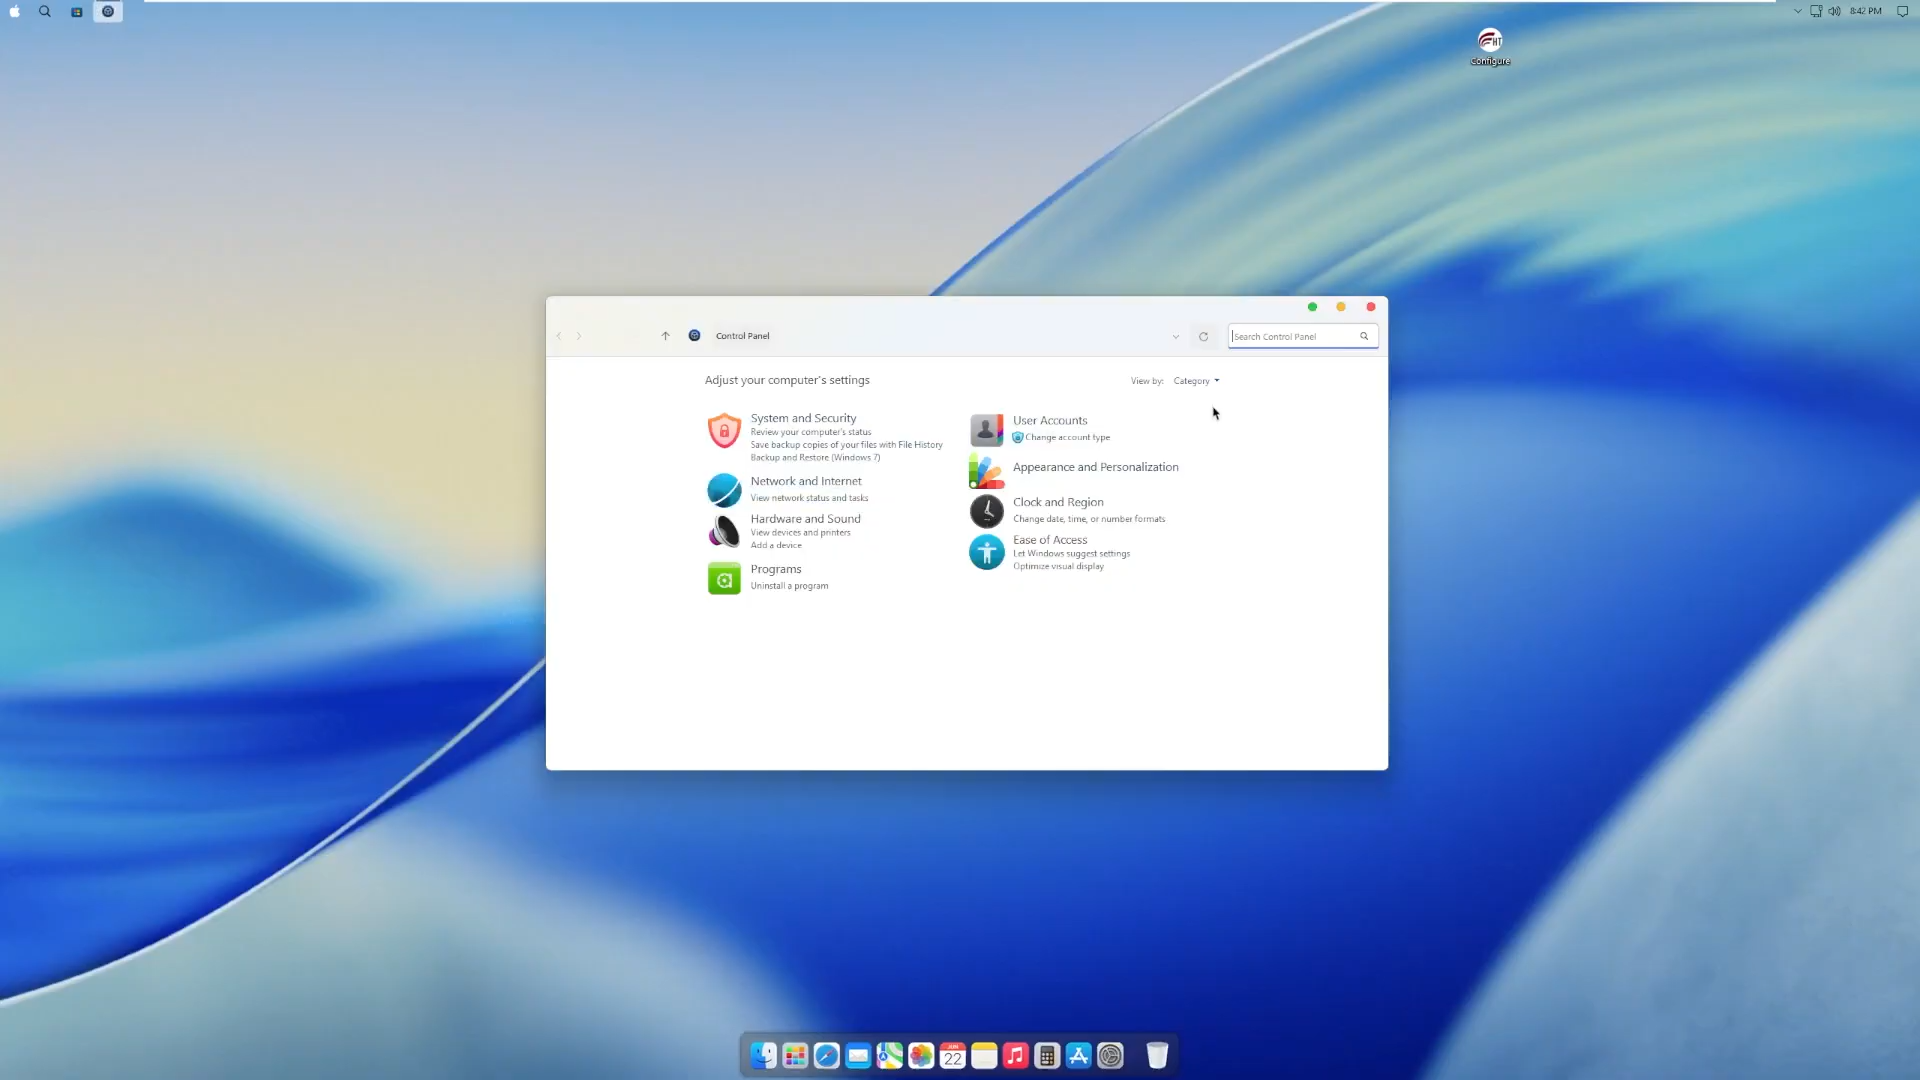 8:42 PM
HT
Configure
Control Panel
Search Control Panel
Adjust your computer's settings
View by: Category
System and Security
Review your computer's status
Save backup copies of your files with File History
Backup and Restore (Windows 7)
Network and Internet
View network status and tasks
Hardware and Sound
View devices and printers
Add a device
Programs
Uninstall a program
User Accounts
Change account type
Appearance and Personalization
Clock and Region
Change date, time, or number formats
Ease of Access
Let Windows suggest settings
Optimize visual display
JUN
22